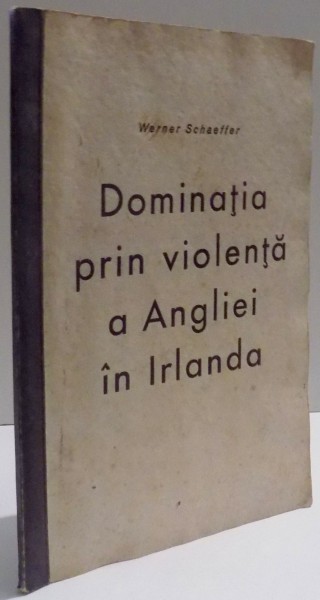 Werner Schaeffer
Dominaţia
prin violenţă
a Angliei
în Irlanda